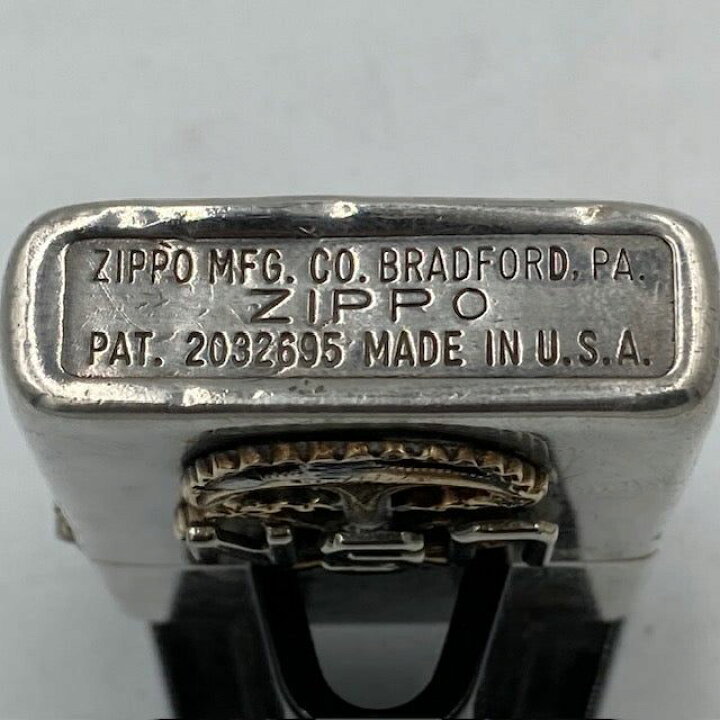 ZIPPO MFG. CO. BRADFORD, PA.
ZIPPO
PAT. 2032695 MADE IN U.S.A.